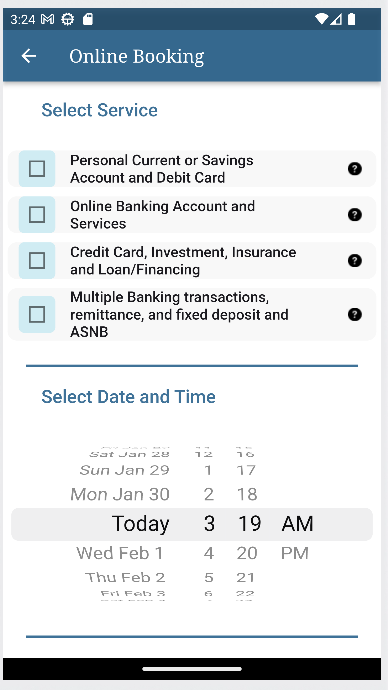 3:24
Online Booking
Select Service
Personal Current or Savings
Account and Debit Card
?
Online Banking Account and
Services
?
Credit Card, Investment, Insurance
and Loan/Financing
?
Multiple Banking transactions,
remittance, and fixed deposit and
ASNB
?
Select Date and Time
Sat Jan 28 12 16
Sun Jan 29 1 17
Mon Jan 30 2 18
Today 3 19 AM
Wed Feb 1 4 20 PM
Thu Feb 2 5 21
Fri Feb 3 6 22